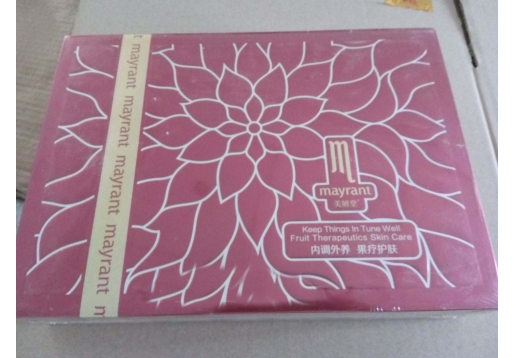 mayrant mayrant mayrant mayrant
m
mayrant
Keep Things In Tune Well
Fruit Therapeutics Skin Care
内调外养 果疗护肤